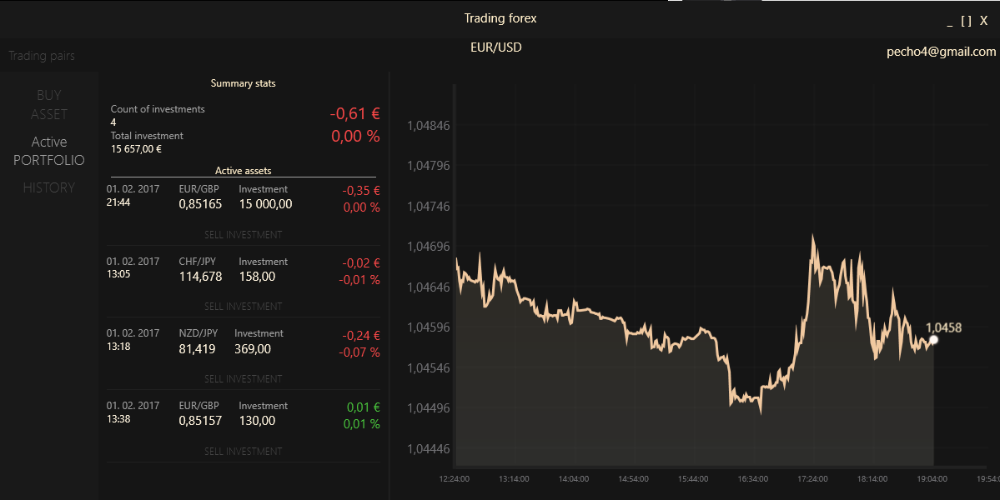 Trading forex
_ [ ] X
EUR/USD
pecho4@gmail.com
Trading pairs
BUY
ASSET
Active
PORTFOLIO
HISTORY
Summary stats
Count of investments
4
Total investment
15 657,00 €
-0,61 €
0,00 %
Active assets
01. 02. 2017 EUR/GBP Investment -0,35 €
21:44 0,85165 15 000,00 0,00 %
SELL INVESTMENT
01. 02. 2017 CHF/JPY Investment -0,02 €
13:05 114,678 158,00 -0,01 %
SELL INVESTMENT
01. 02. 2017 NZD/JPY Investment -0,24 €
13:18 81,419 369,00 -0,07 %
SELL INVESTMENT
01. 02. 2017 EUR/GBP Investment 0,01 €
13:38 0,85157 130,00 0,01 %
SELL INVESTMENT
1,04846
1,04796
1,04746
1,04696
1,04646
1,04596
1,04546
1,04496
1,04446
1,0458
12:24:00 13:14:00 14:04:00 14:54:00 15:44:00 16:34:00 17:24:00 18:14:00 19:04:00 19:54:0